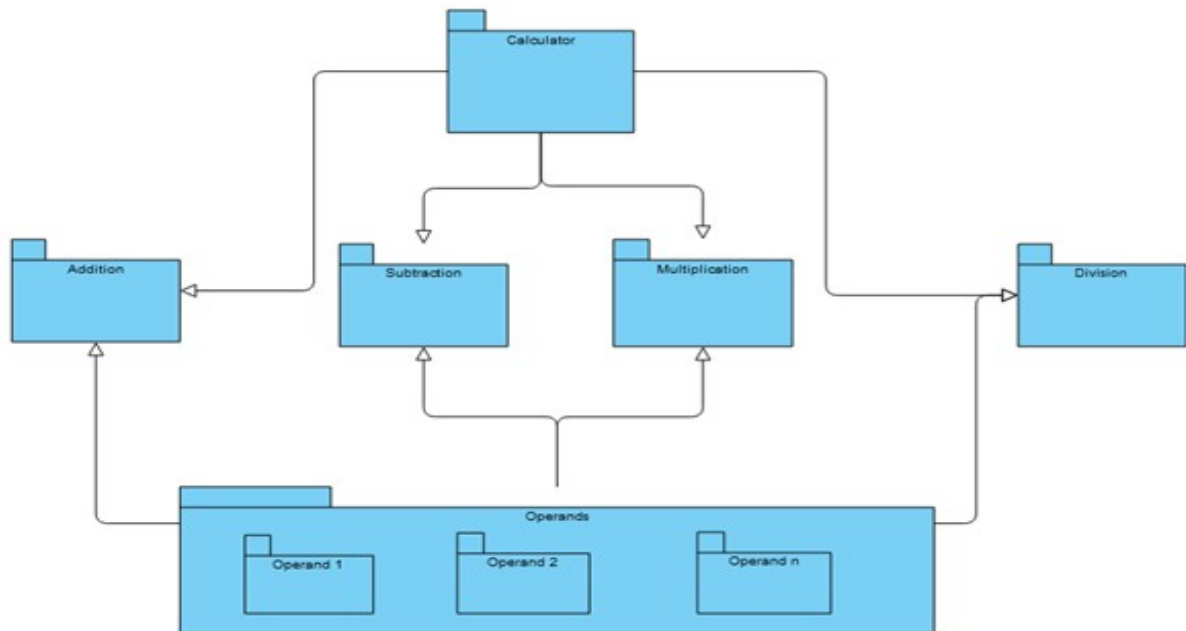 Calculator
Addition
Subtraction
Multiplication
Division
Operands
Operand 1
Operand 2
Operand n